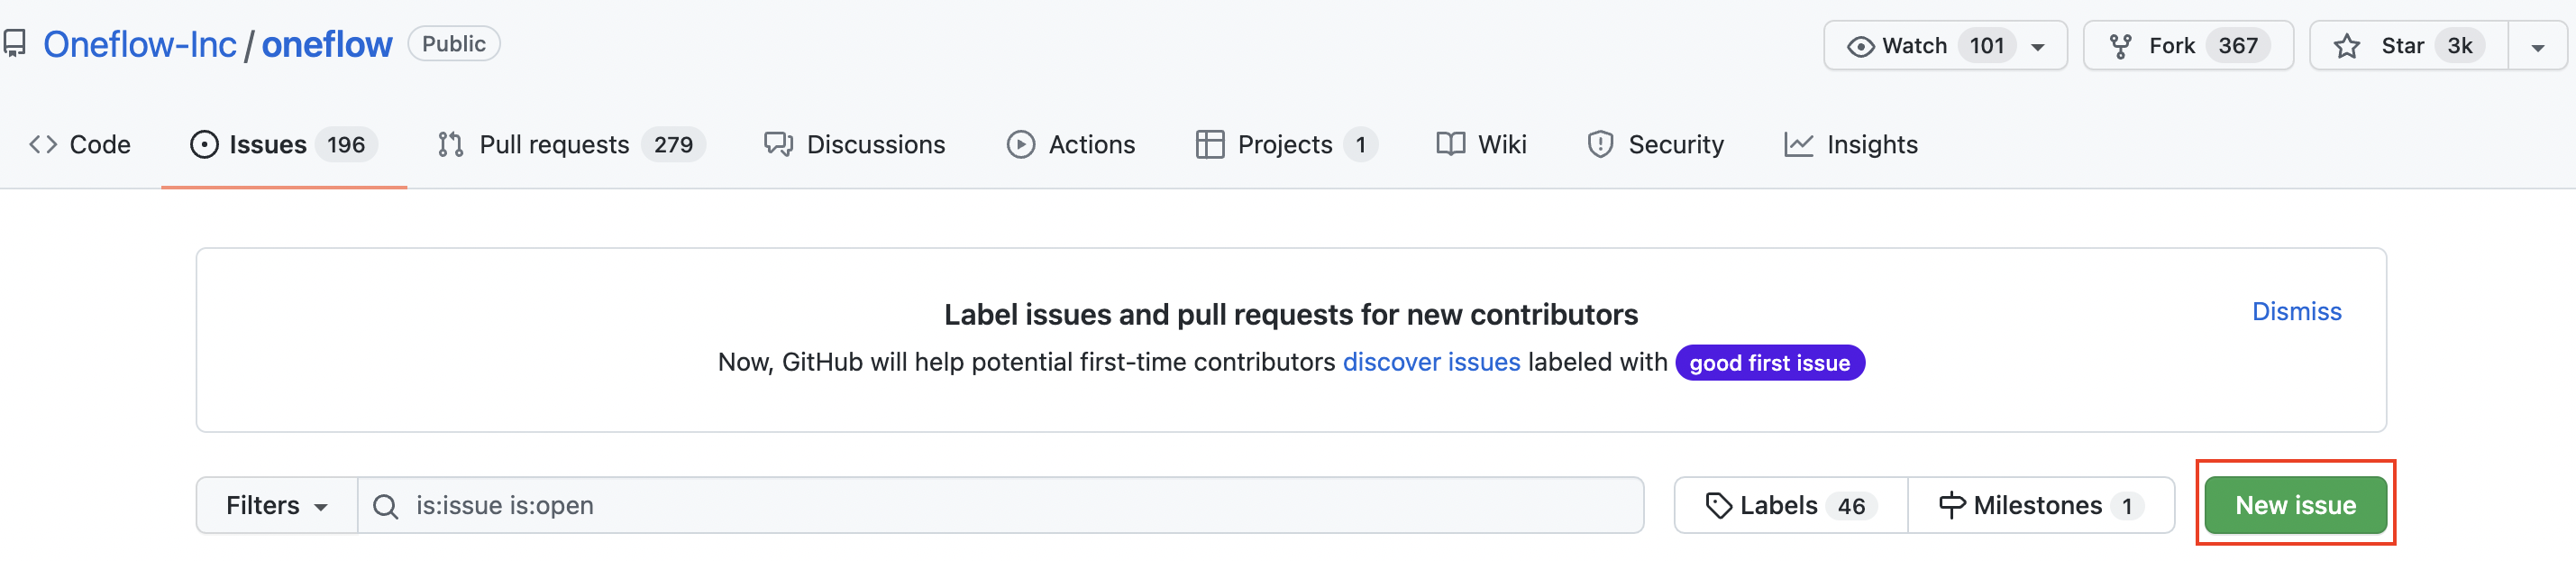 Oneflow-Inc / oneflow Public Watch 101 Fork 367 Star 3k
Code Issues 196 Pull requests 279 Discussions Actions Projects 1 Wiki Security Insights
Label issues and pull requests for new contributors
Dismiss
Now, GitHub will help potential first-time contributors discover issues labeled with good first issue
Filters is:issue is:open Labels 46 Milestones 1 New issue